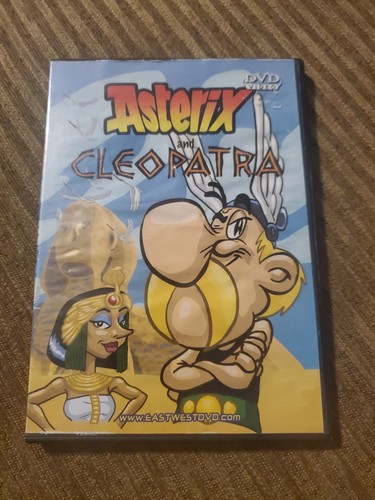 DVD
VIDEO
Asterix
and
CLEOPATRA
www.EASTWESTDVD.com